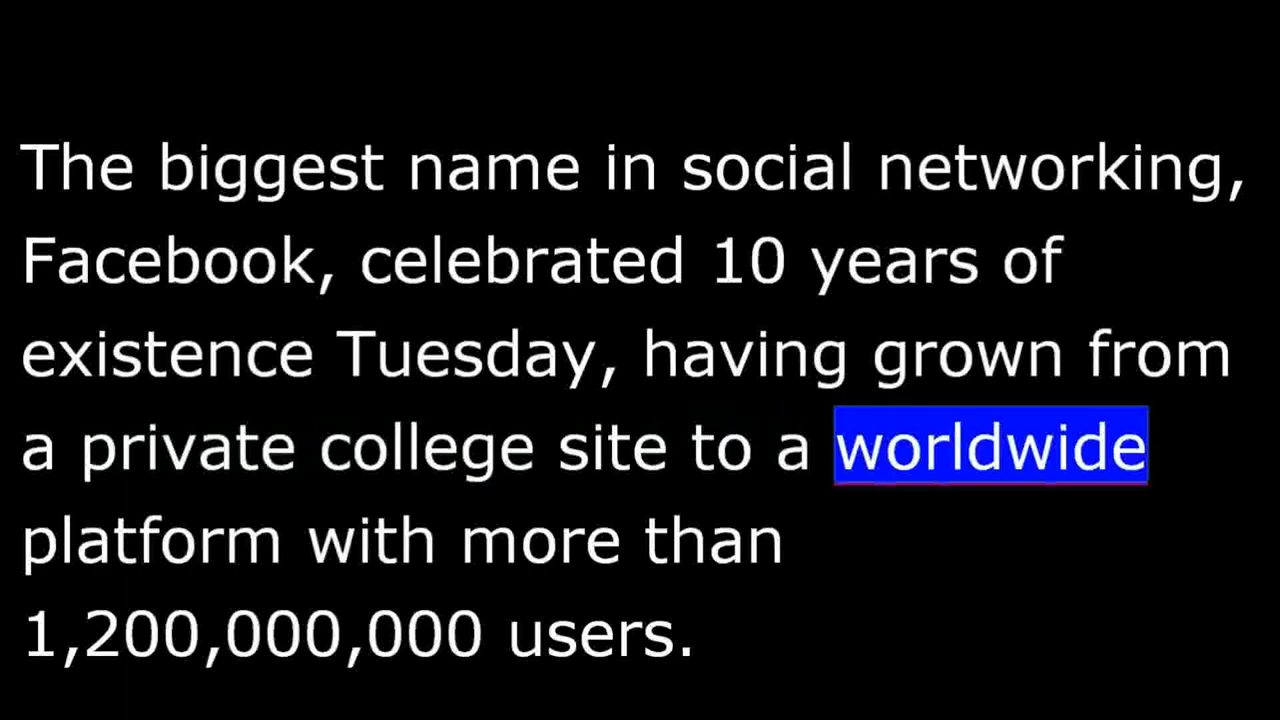 The biggest name in social networking,
Facebook, celebrated 10 years of
existence Tuesday, having grown from
a private college site to a worldwide
platform with more than
1,200,000,000 users.